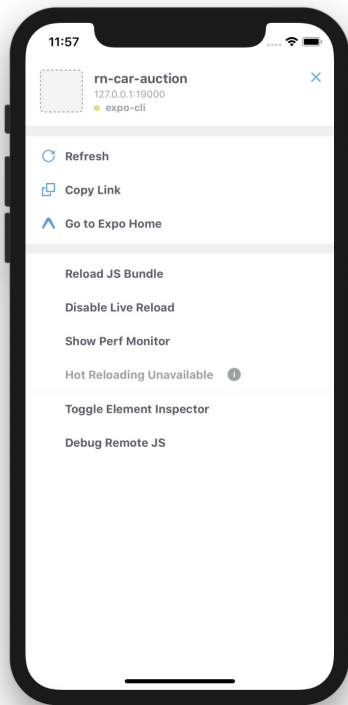 11:57
rn-car-auction
127.0.0.1:19000
expo-cli
Refresh
Copy Link
Go to Expo Home
Reload JS Bundle
Disable Live Reload
Show Perf Monitor
Hot Reloading Unavailable
Toggle Element Inspector
Debug Remote JS